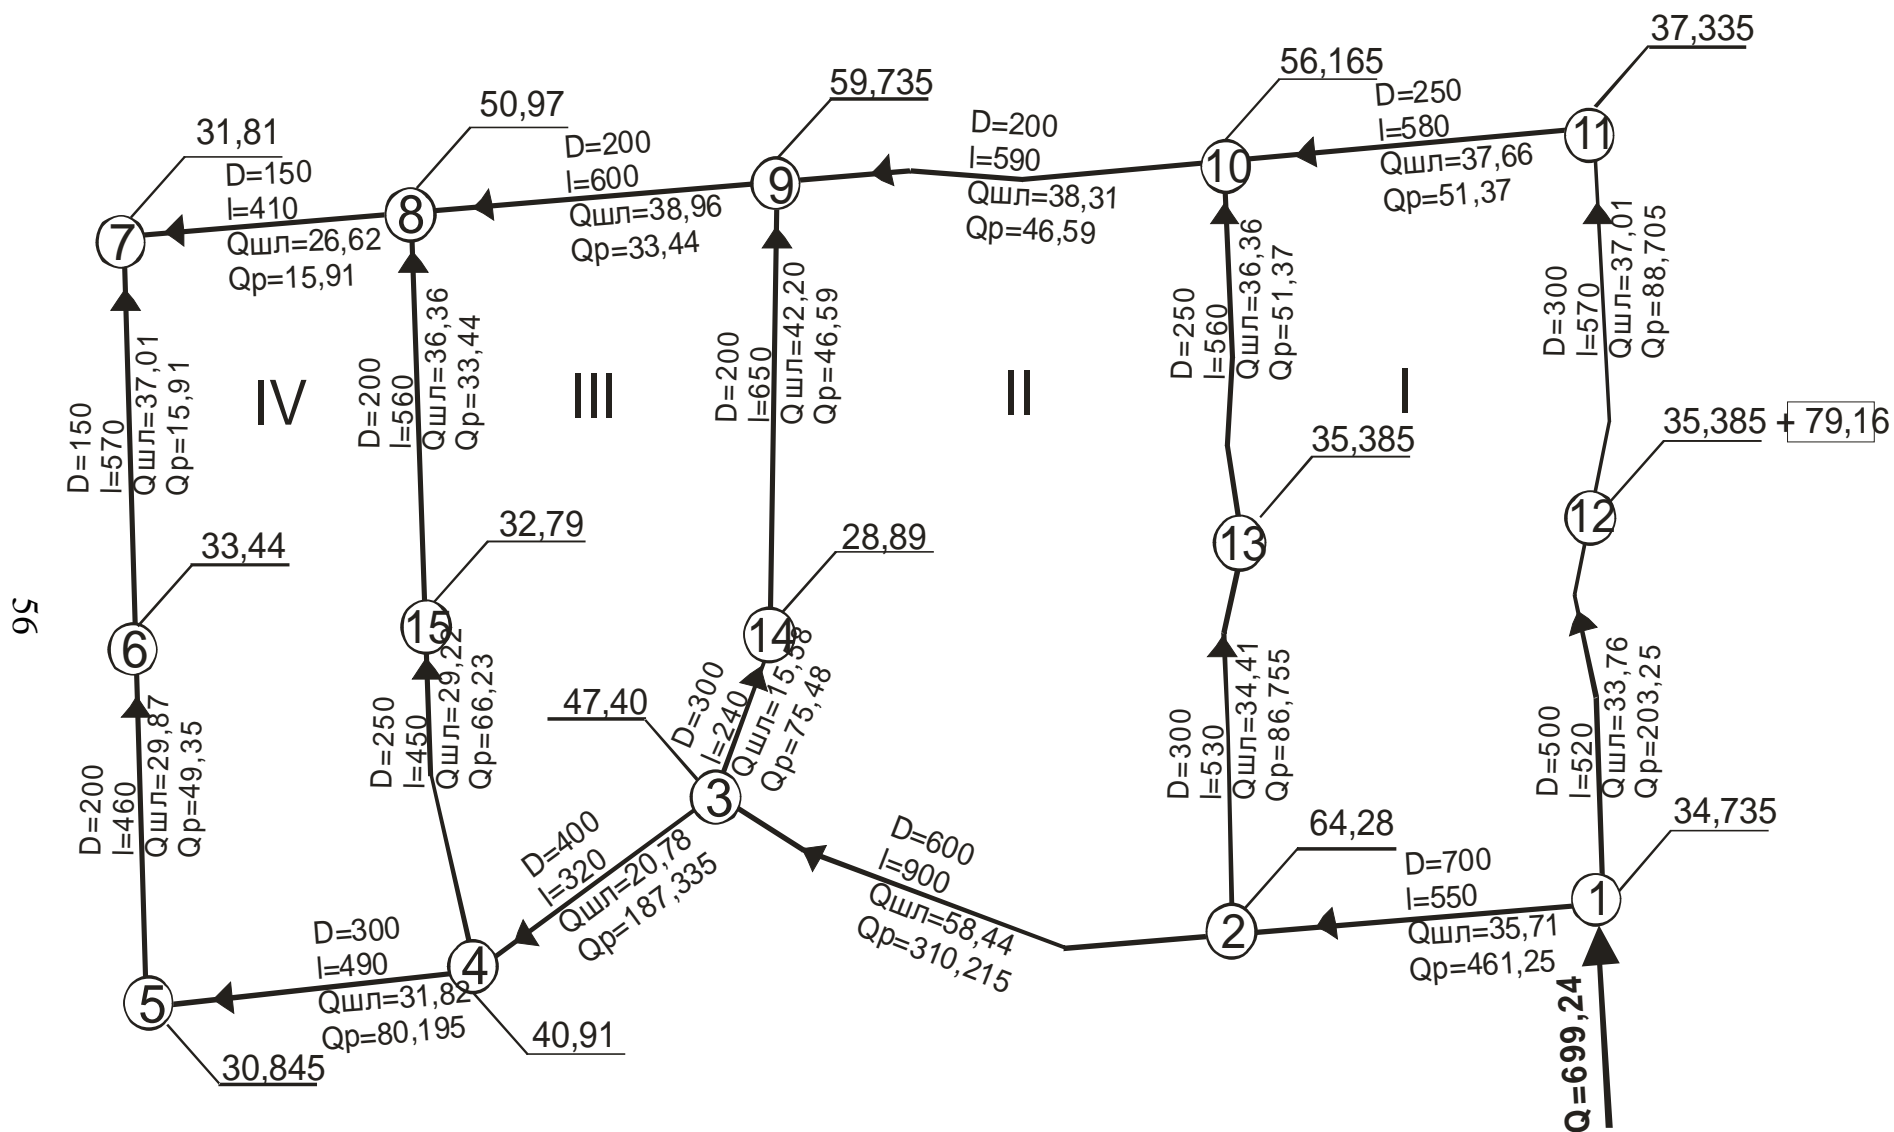 37,335
56,165
D=250
l=580
Qшл=37,66
Qp=51,37
11
59,735
D=200
l=590
Qшл=38,31
Qp=46,59
10
50,97
D=200
l=600
Qшл=38,96
Qp=33,44
9
31,81
D=150
l=410
Qшл=26,62
Qp=15,91
8
7
D=150
l=570
Qшл=37,01
Qp=15,91
IV
D=200
l=560
Qшл=36,36
Qp=33,44
III
D=200
l=650
Qшл=42,20
Qp=46,59
II
D=250
l=560
Qшл=36,36
Qp=51,37
I
D=300
l=570
Qшл=37,01
Qp=88,705
35,385 + 79,16
35,385
12
13
33,44
32,79
28,89
56
6
15
14
D=200
l=460
Qшл=29,87
Qp=49,35
D=250
l=450
Qшл=29,22
Qp=66,23
47,40
D=300
l=240
Qшл=15,58
Qp=75,48
3
D=300
l=530
Qшл=34,41
Qp=86,755
D=500
l=520
Qшл=33,76
Qp=203,25
34,735
64,28
D=400
l=320
Qшл=20,78
Qp=187,335
D=600
l=900
Qшл=58,44
Qp=310,215
D=700
l=550
Qшл=35,71
Qp=461,25
1
2
D=300
l=490
Qшл=31,82
Qp=80,195
4
5
40,91
30,845
Q=699,24